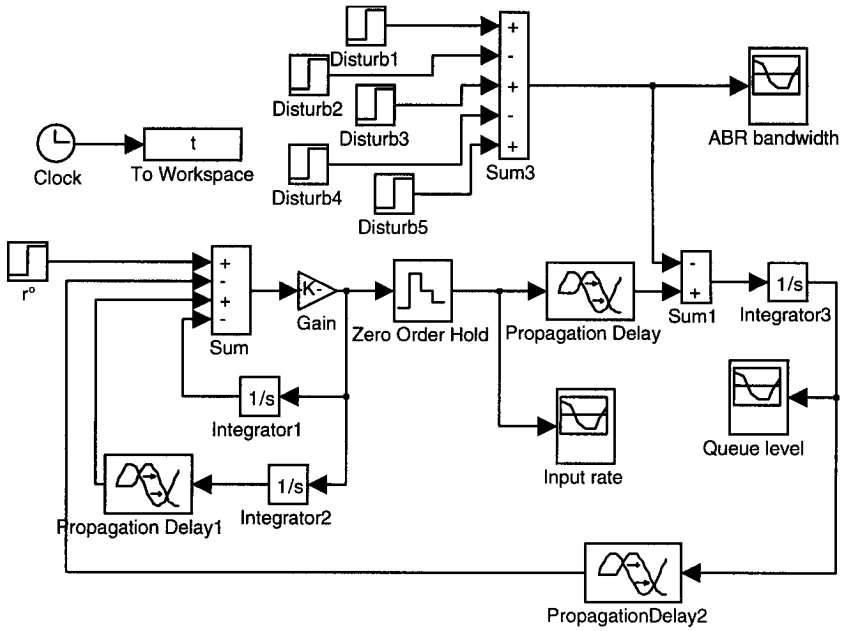 +
Disturb1
-
Disturb2
+
Disturb3
-
Disturb4
+
Sum3
Disturb5
ABR bandwidth
t
Clock
To Workspace
r°
+
-
+
-
Sum
-K-
Gain
Zero Order Hold
Propagation Delay
-
+
Sum1
1/s
Integrator3
1/s
Integrator1
Input rate
Queue level
1/s
Integrator2
Propagation Delay1
PropagationDelay2